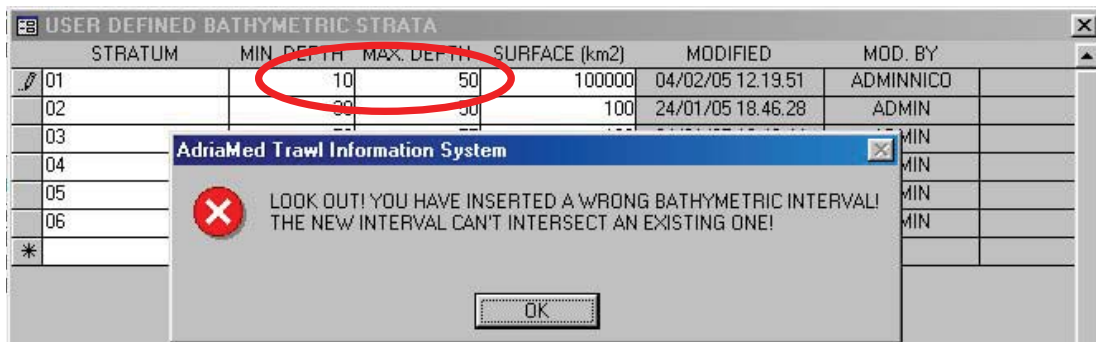 USER DEFINED BATHYMETRIC STRATA
STRATUM MIN. DEPTH MAX. DEPTH SURFACE (km2) MODIFIED MOD. BY
01 10 50 100000 04/02/05 12.19.51 ADMINNICO
02 50 100 24/01/05 18.46.28 ADMIN
03
04
05
06
AdriaMed Trawl Information System
LOOK OUT! YOU HAVE INSERTED A WRONG BATHYMETRIC INTERVAL!
THE NEW INTERVAL CAN'T INTERSECT AN EXISTING ONE!
OK